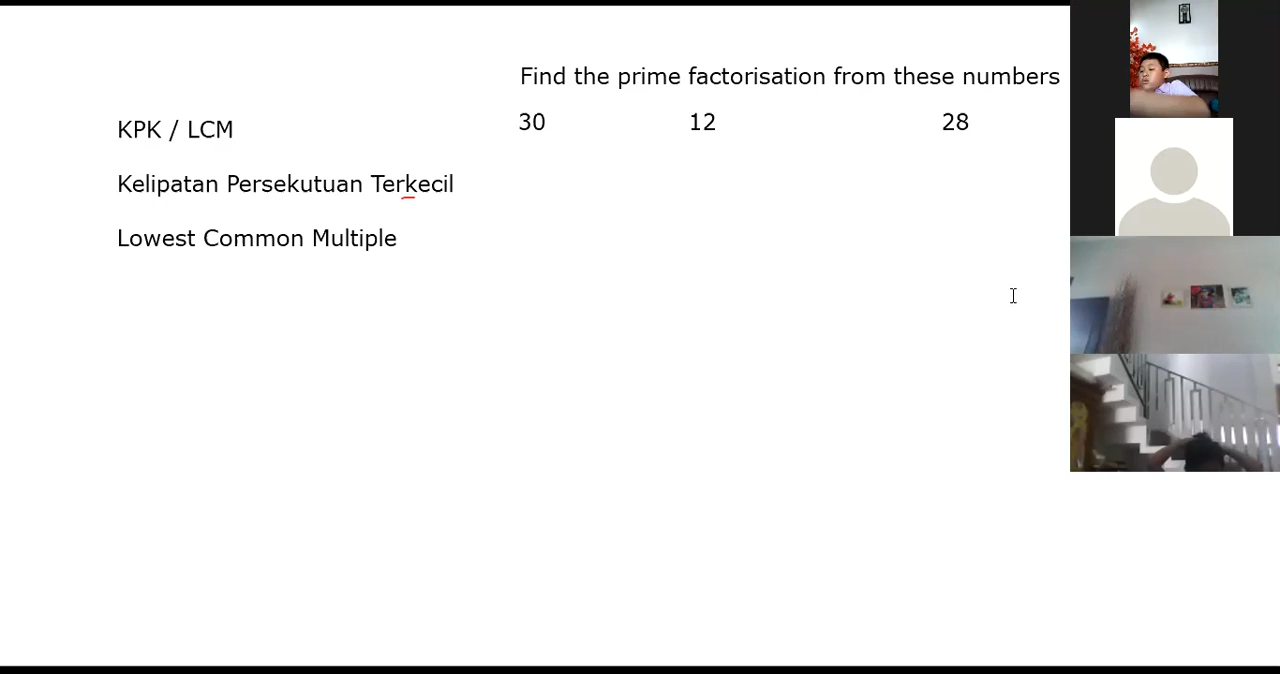 Find the prime factorisation from these numbers
30 12 28
KPK / LCM
Kelipatan Persekutuan Terkecil
Lowest Common Multiple